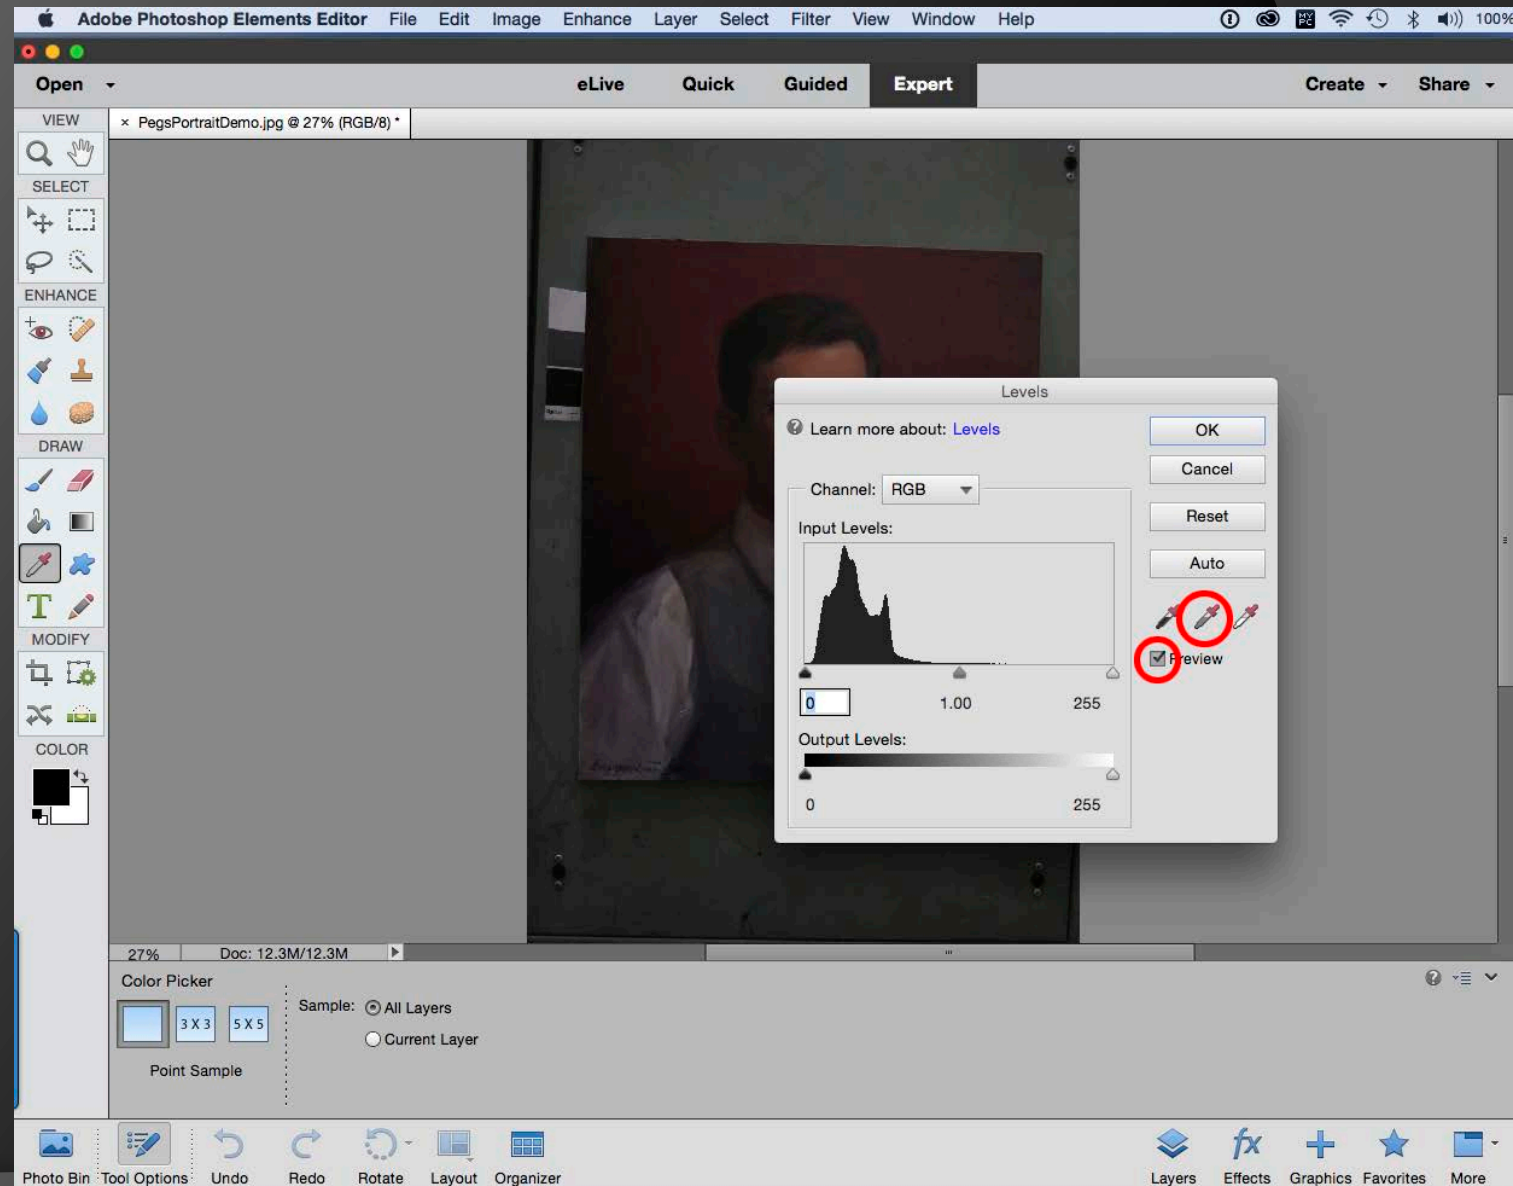 Adobe Photoshop Elements Editor File Edit Image Enhance Layer Select Filter View Window Help 100%
Open eLive Quick Guided Expert Create Share
VIEW
× PegsPortraitDemo.jpg @ 27% (RGB/8) *
SELECT
ENHANCE
DRAW
T
MODIFY
COLOR
Levels
Learn more about: Levels
OK
Cancel
Channel: RGB
Reset
Input Levels:
Auto
Preview
0 1.00 255
Output Levels:
0 255
27% Doc: 12.3M/12.3M
Color Picker
3 X 3 5 X 5
Sample: All Layers
Current Layer
Point Sample
fx
Photo Bin Tool Options Undo Redo Rotate Layout Organizer Layers Effects Graphics Favorites More